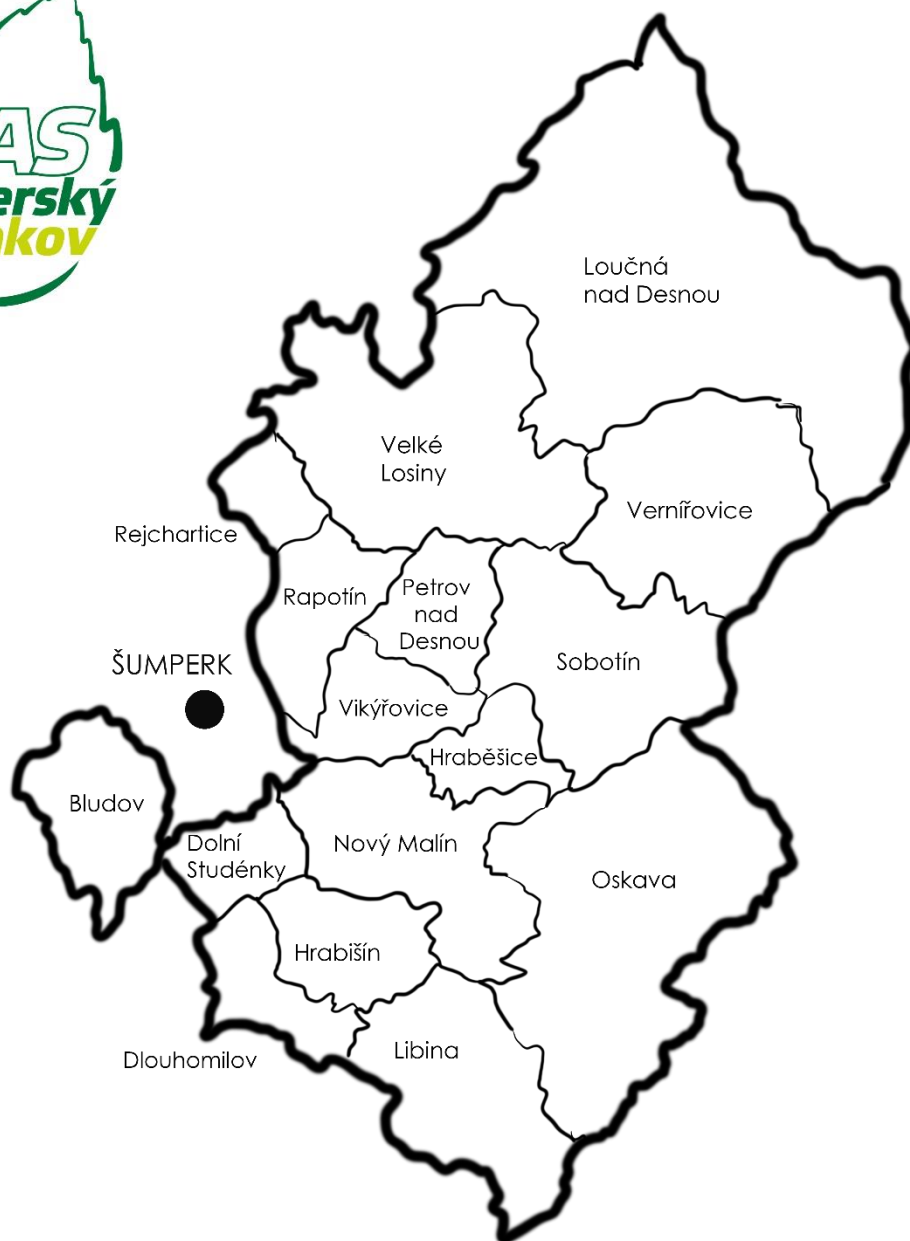 AS
erský
kov
Loučná
nad Desnou
Velké
Losiny
Vernířovice
Rejchartice
Rapotín
Petrov
nad
Desnou
ŠUMPERK
Sobotín
Vikýřovice
Hraběšice
Bludov
Dolní
Studénky
Nový Malín
Oskava
Hrabišín
Dlouhomilov
Libina